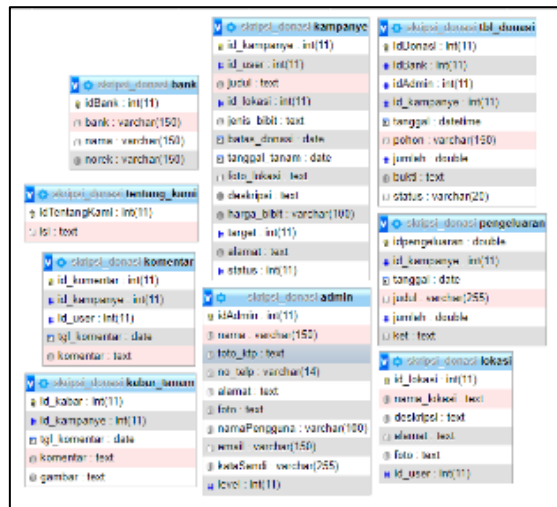 skripsi_donasi bank
idBank : int(11)
bank : varchar(150)
nama : varchar(150)
norek : varchar(150)
skripsi_donasi tentang_kami
idTentangKami : int(11)
isi : text
skripsi_donasi komentar
id_komentar : int(11)
id_kampanye : int(11)
id_user : int(11)
tgl_komentar : date
komentar : text
skripsi_donasi
id_kabar : int(11)
id_kampanye : int(11)
tgl_komentar : date
komentar : text
gambar : text
skripsi_donasi kampanye
id_kampanye : int(11)
id_user : int(11)
judul : text
id_lokasi : int(11)
jenis_bibit : text
batas_donasi : date
tanggal_tanam : date
foto_lokasi : text
deskripsi : text
harga_bibit : varchar(100)
target : int(11)
alamat : text
status : int(11)
skripsi_donasi admin
idAdmin : int(11)
nama : varchar(150)
foto_ktp : text
no_telp : varchar(14)
alamat : text
foto : text
namaPengguna : varchar(100)
email : varchar(150)
kataSandi : varchar(255)
level : int(11)
skripsi_donasi tbl_donasi
idDonasi : int(11)
idBank : int(11)
idAdmin : int(11)
id_kampanye : int(11)
tanggal : datetime
pohon : varchar(150)
jumlah : double
bukti : text
status : varchar(20)
skripsi_donasi pengeluaran
idpengeluaran : double
id_kampanye : int(11)
tanggal : date
judul : varchar(255)
jumlah : double
ket : text
skripsi_donasi lokasi
id_lokasi : int(11)
nama_lokasi : text
deskripsi : text
alamat : text
foto : text
id_user : int(11)